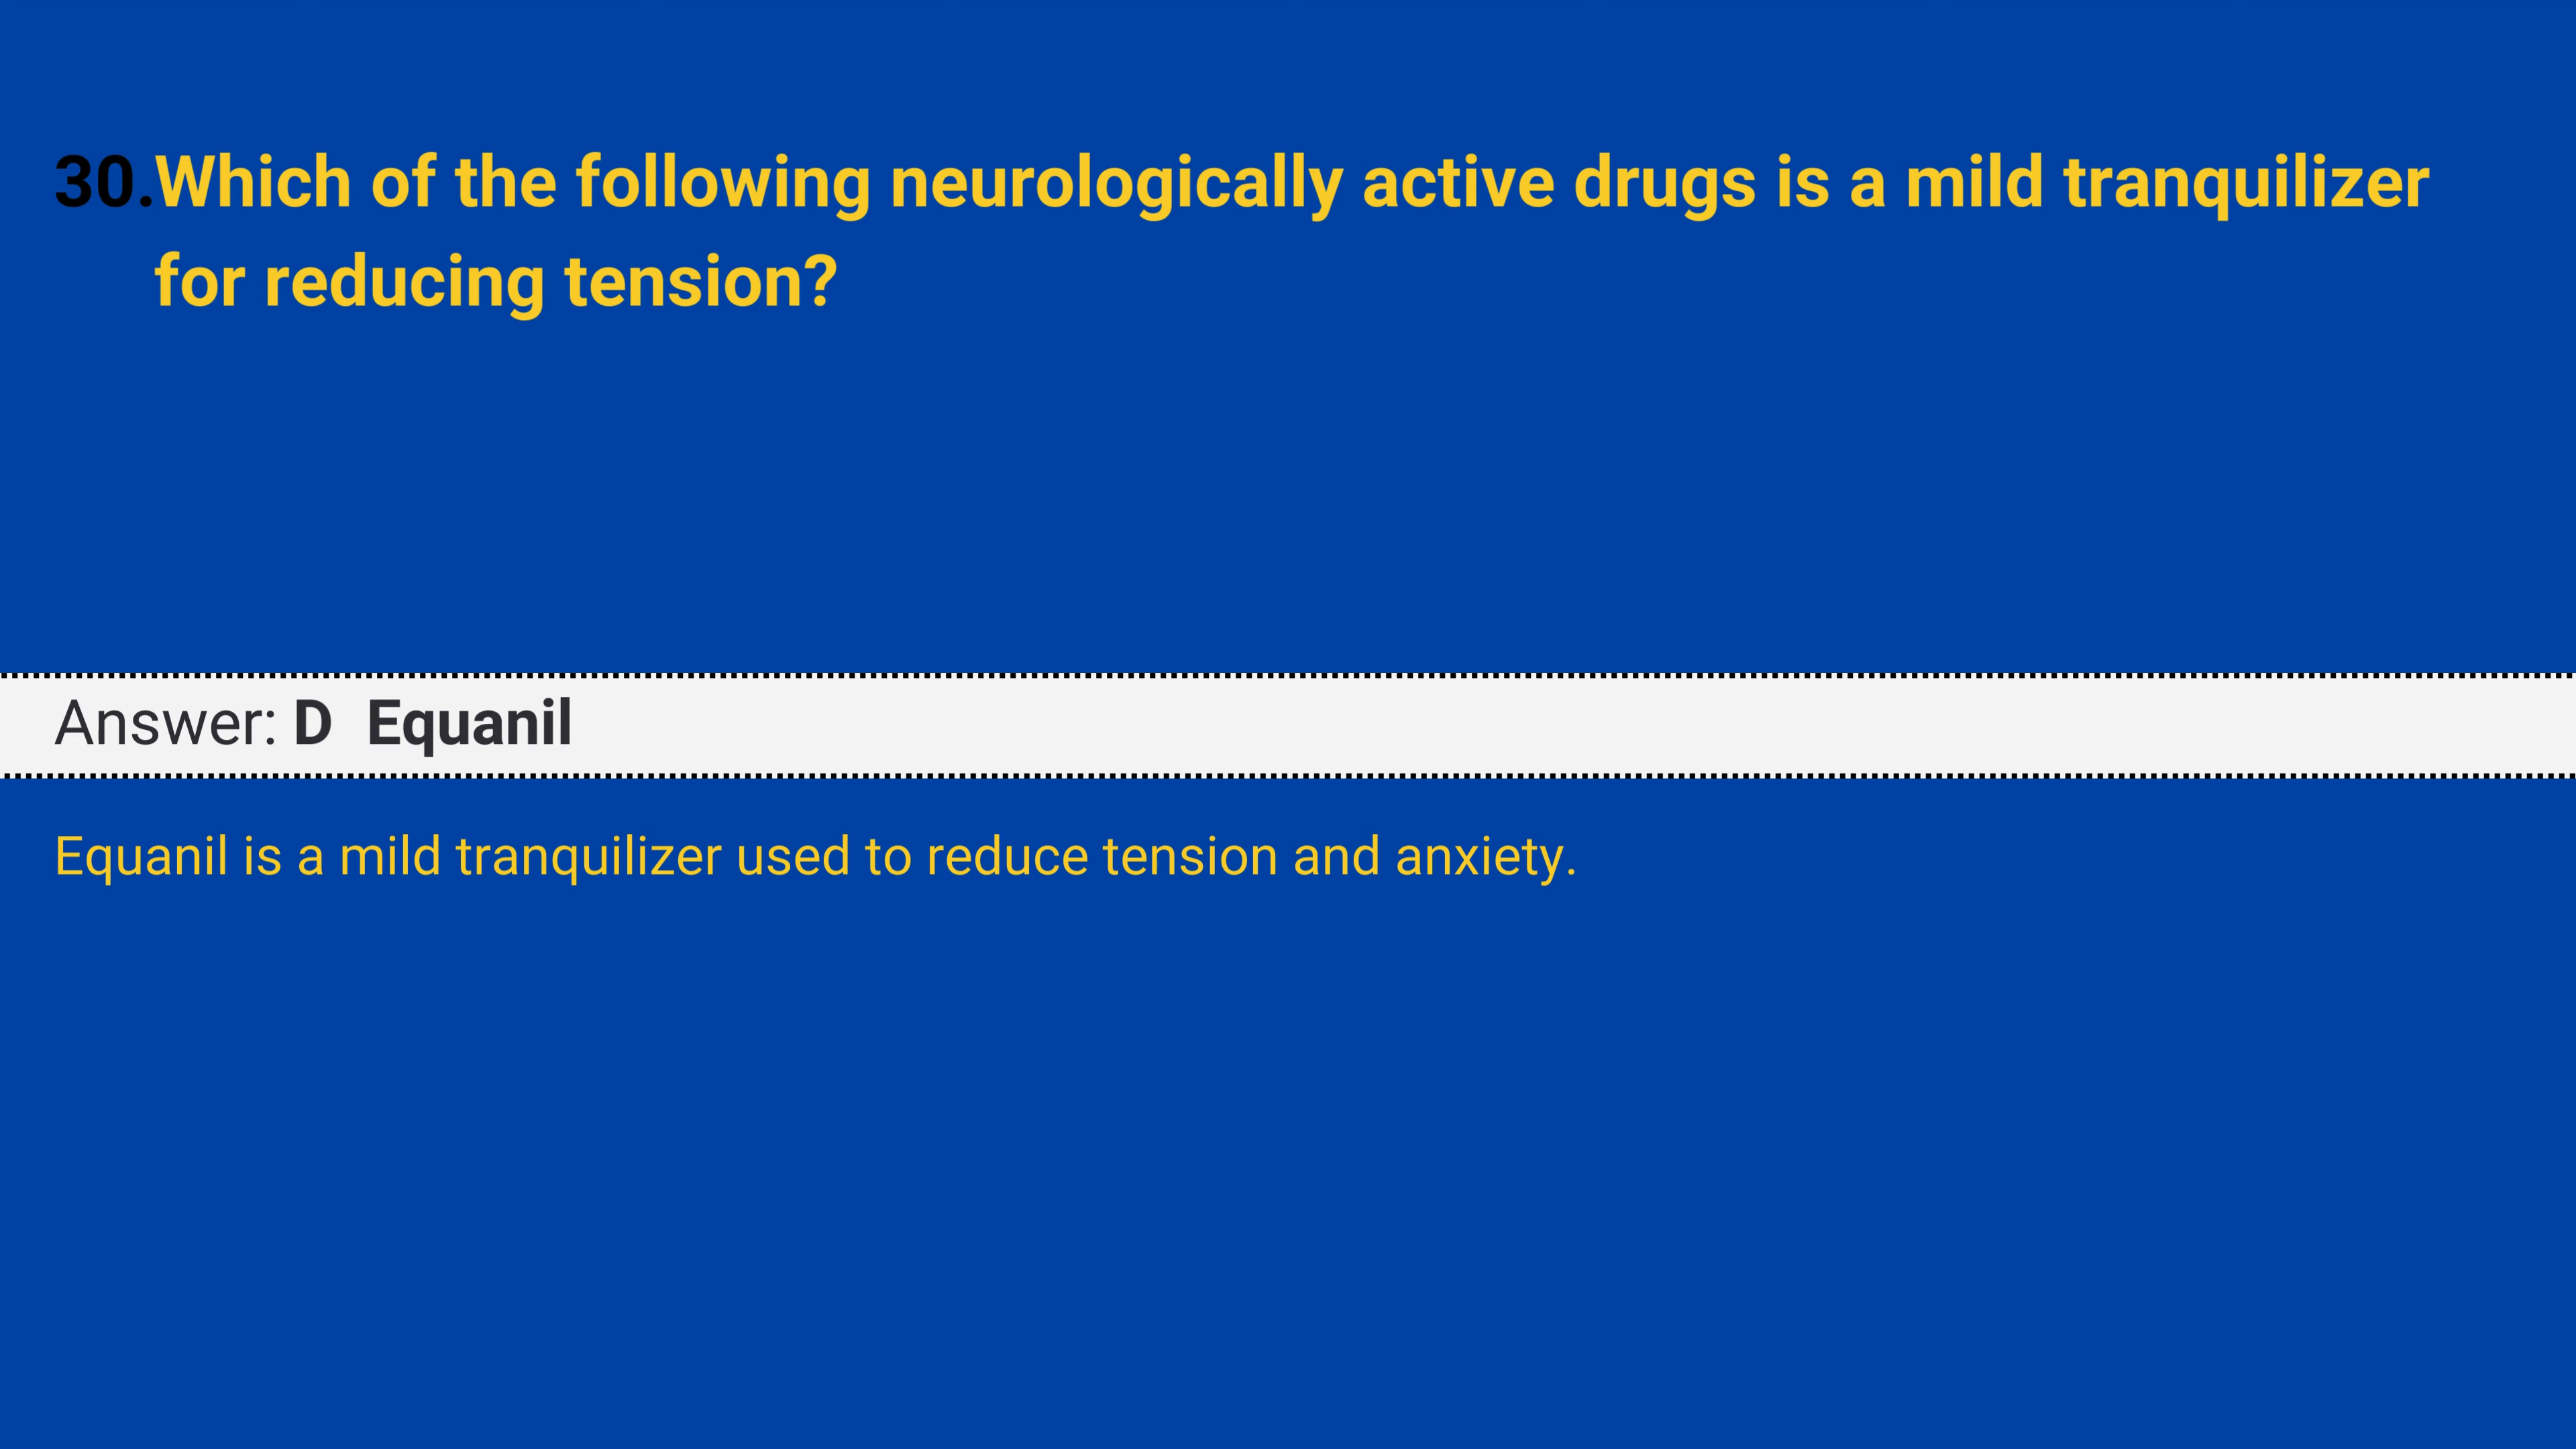 30.Which of the following neurologically active drugs is a mild tranquilizer
for reducing tension?
Answer: D Equanil
Equanil is a mild tranquilizer used to reduce tension and anxiety.